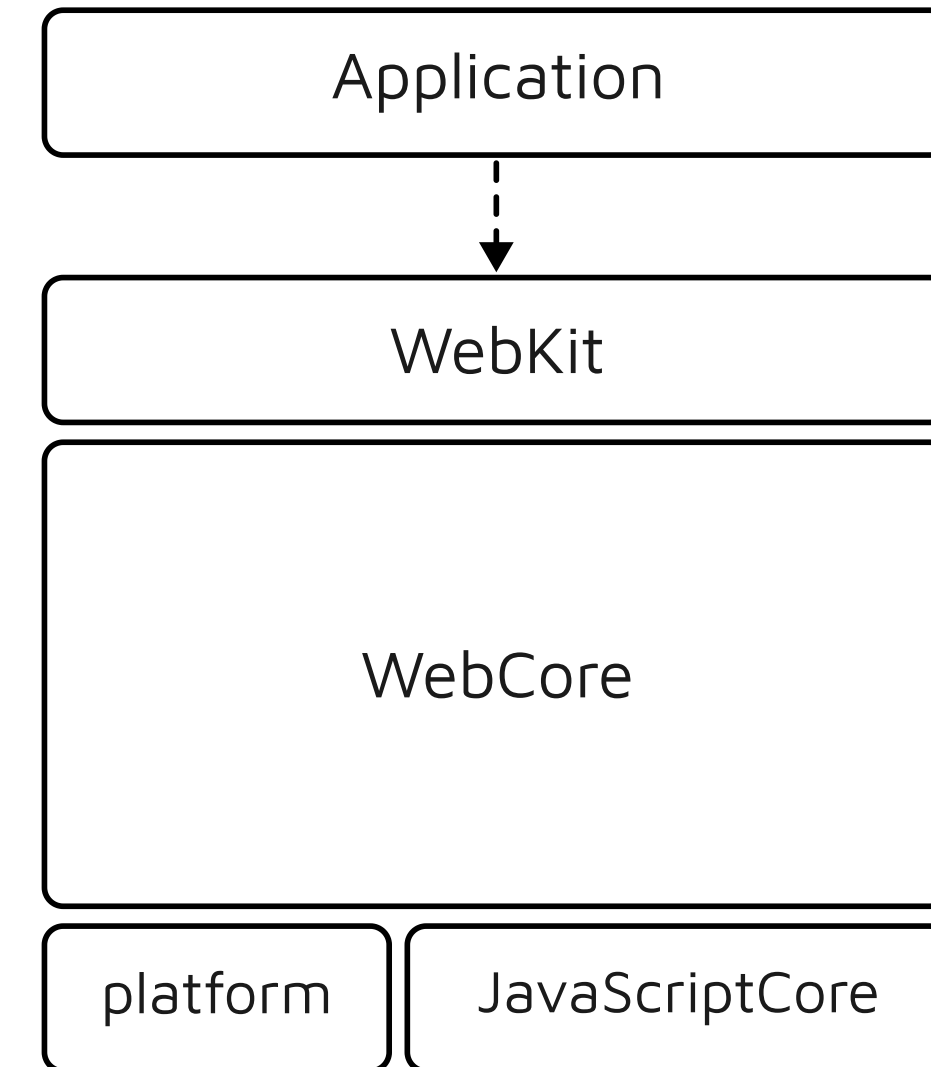 Application
WebKit
WebCore
platform
JavaScriptCore